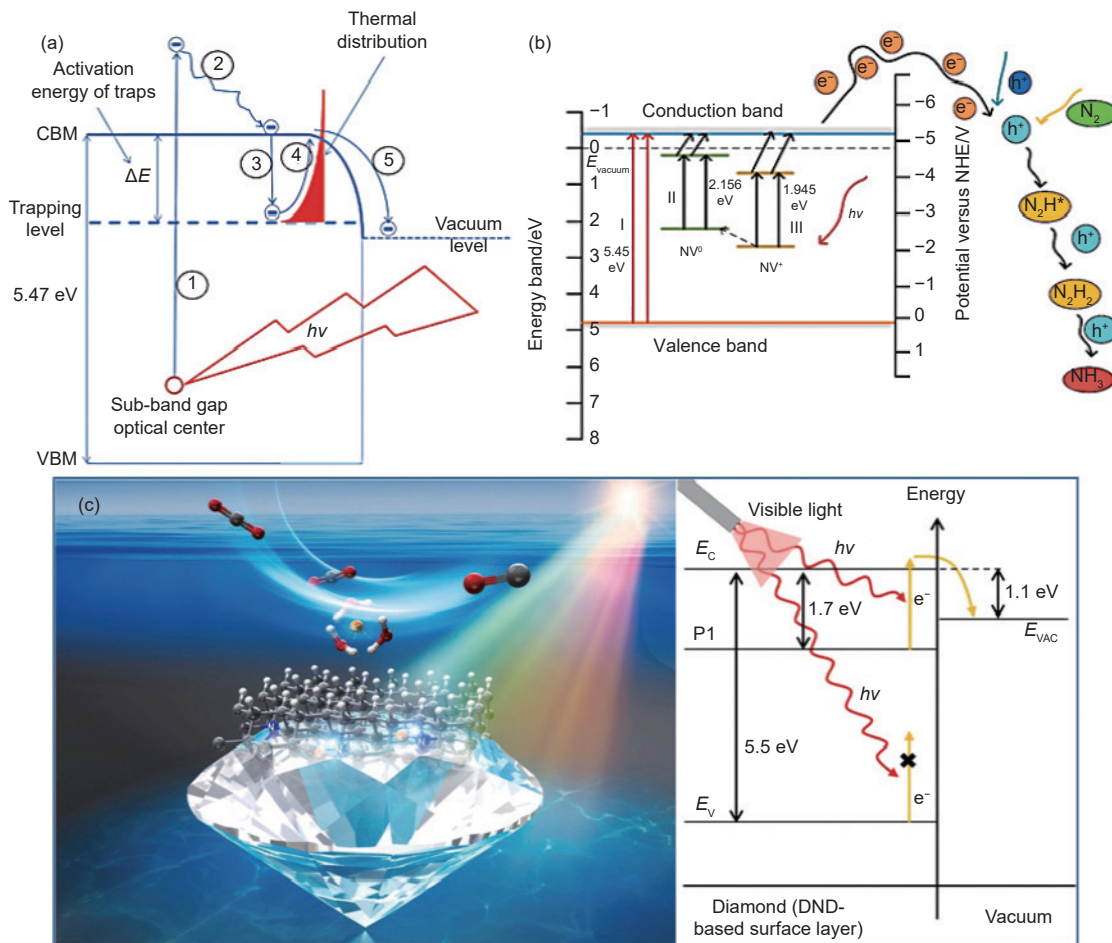 (a)
Thermal
distribution
Activation
energy of traps
2
CBM
3
4
5
ΔE
Trapping
level
Vacuum
level
1
5.47 eV
hv
Sub-band gap
optical center
VBM
(b)
e⁻
e⁻
e⁻
e⁻
e⁻
h⁺
N₂
h⁺
N₂H*
h⁺
N₂H₂
h⁺
NH₃
Conduction band
−1
0
1
2
3
4
5
6
7
8
Energy band/eV
E_vacuum
I
5.45
eV
II
2.156
eV
1.945
eV
III
NV⁰
NV⁺
hv
Valence band
−6
−5
−4
−3
−2
−1
0
1
Potential versus NHE/V
(c)
Visible light
Energy
hv
E_C
1.7 eV
e⁻
1.1 eV
E_VAC
P1
hv
5.5 eV
e⁻
E_V
Diamond (DND-
based surface layer)
Vacuum